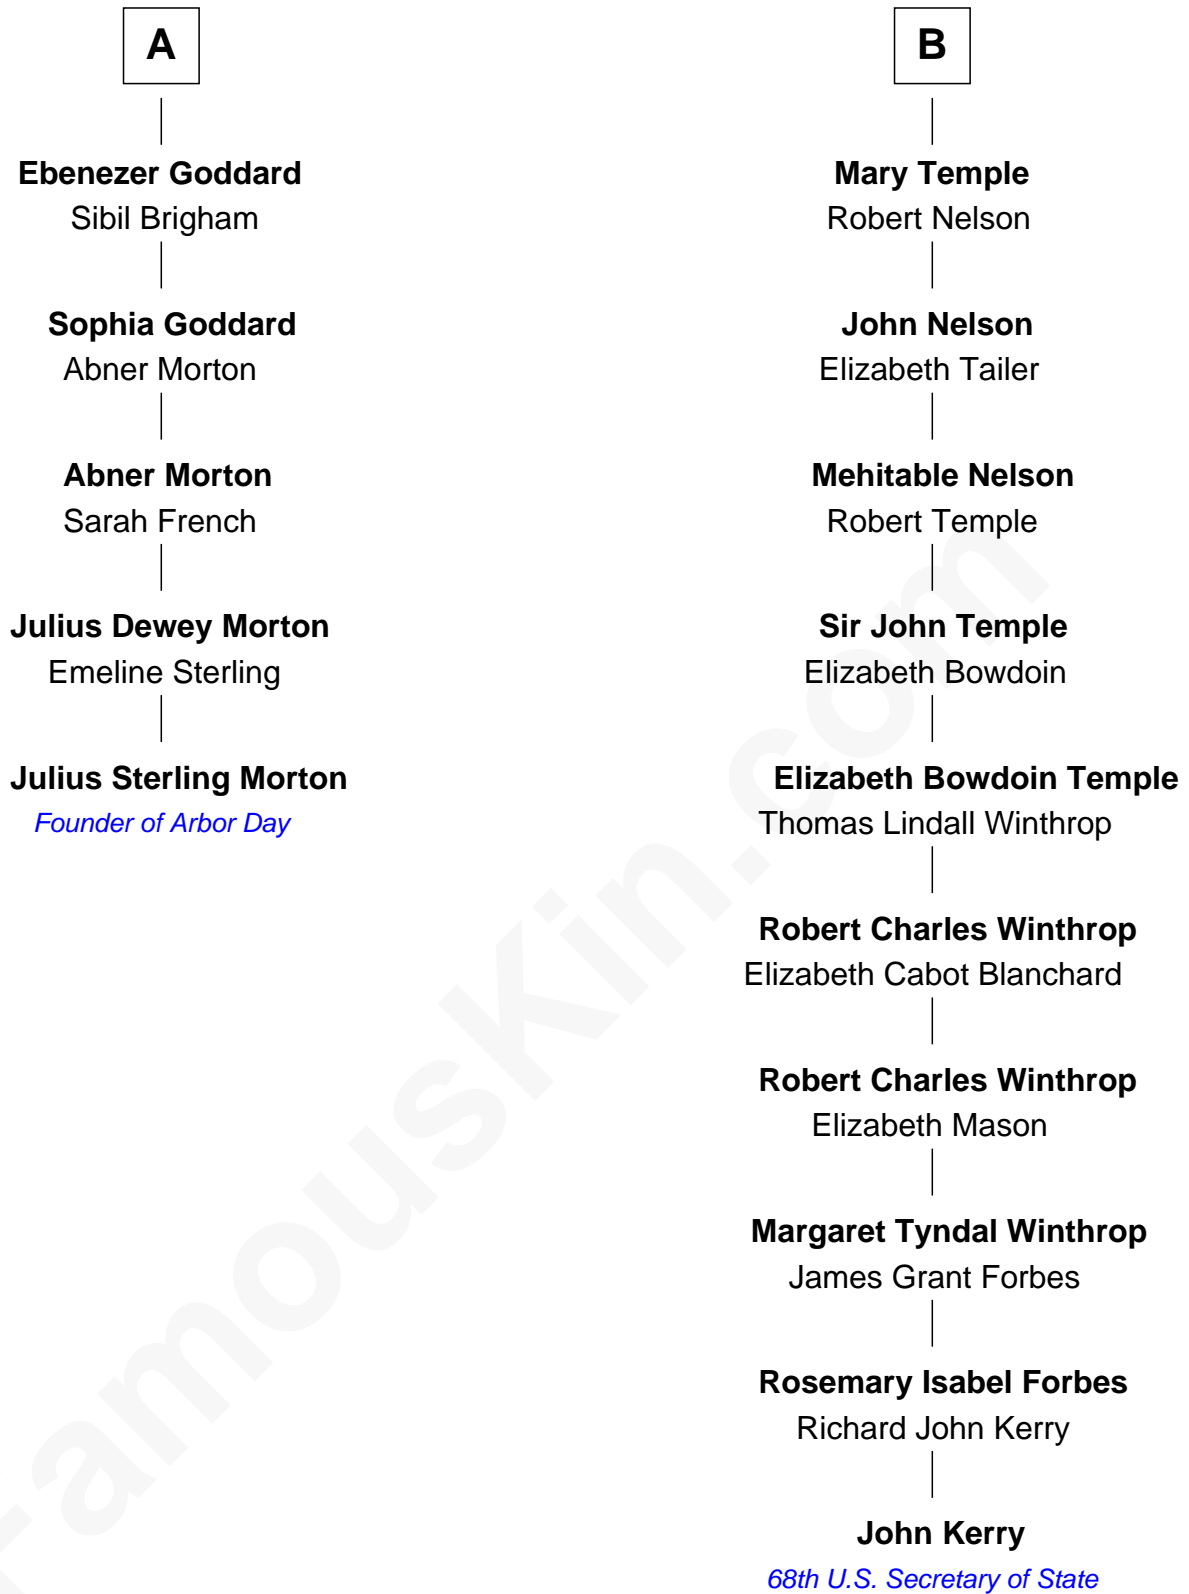 A
Ebenezer Goddard
Sibil Brigham
Sophia Goddard
Abner Morton
Abner Morton
Sarah French
Julius Dewey Morton
Emeline Sterling
Julius Sterling Morton
Founder of Arbor Day
B
Mary Temple
Robert Nelson
John Nelson
Elizabeth Tailer
Mehitable Nelson
Robert Temple
Sir John Temple
Elizabeth Bowdoin
Elizabeth Bowdoin Temple
Thomas Lindall Winthrop
Robert Charles Winthrop
Elizabeth Cabot Blanchard
Robert Charles Winthrop
Elizabeth Mason
Margaret Tyndal Winthrop
James Grant Forbes
Rosemary Isabel Forbes
Richard John Kerry
John Kerry
68th U.S. Secretary of State
FamousKin.com